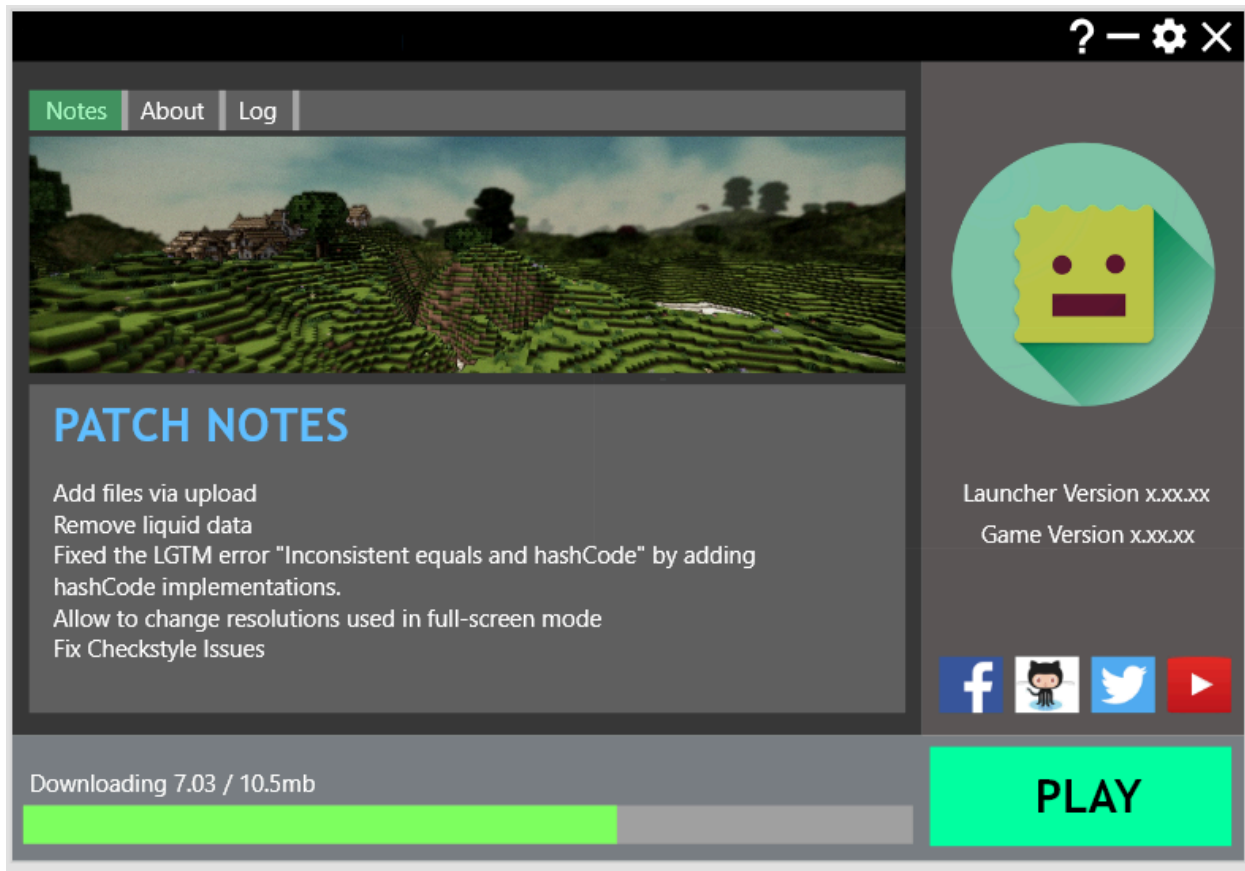 Notes About Log
PATCH NOTES
Add files via upload
Remove liquid data
Fixed the LGTM error "Inconsistent equals and hashCode" by adding
hashCode implementations.
Allow to change resolutions used in full-screen mode
Fix Checkstyle Issues
Launcher Version x.xx.xx
Game Version x.xx.xx
Downloading 7.03 / 10.5mb
PLAY